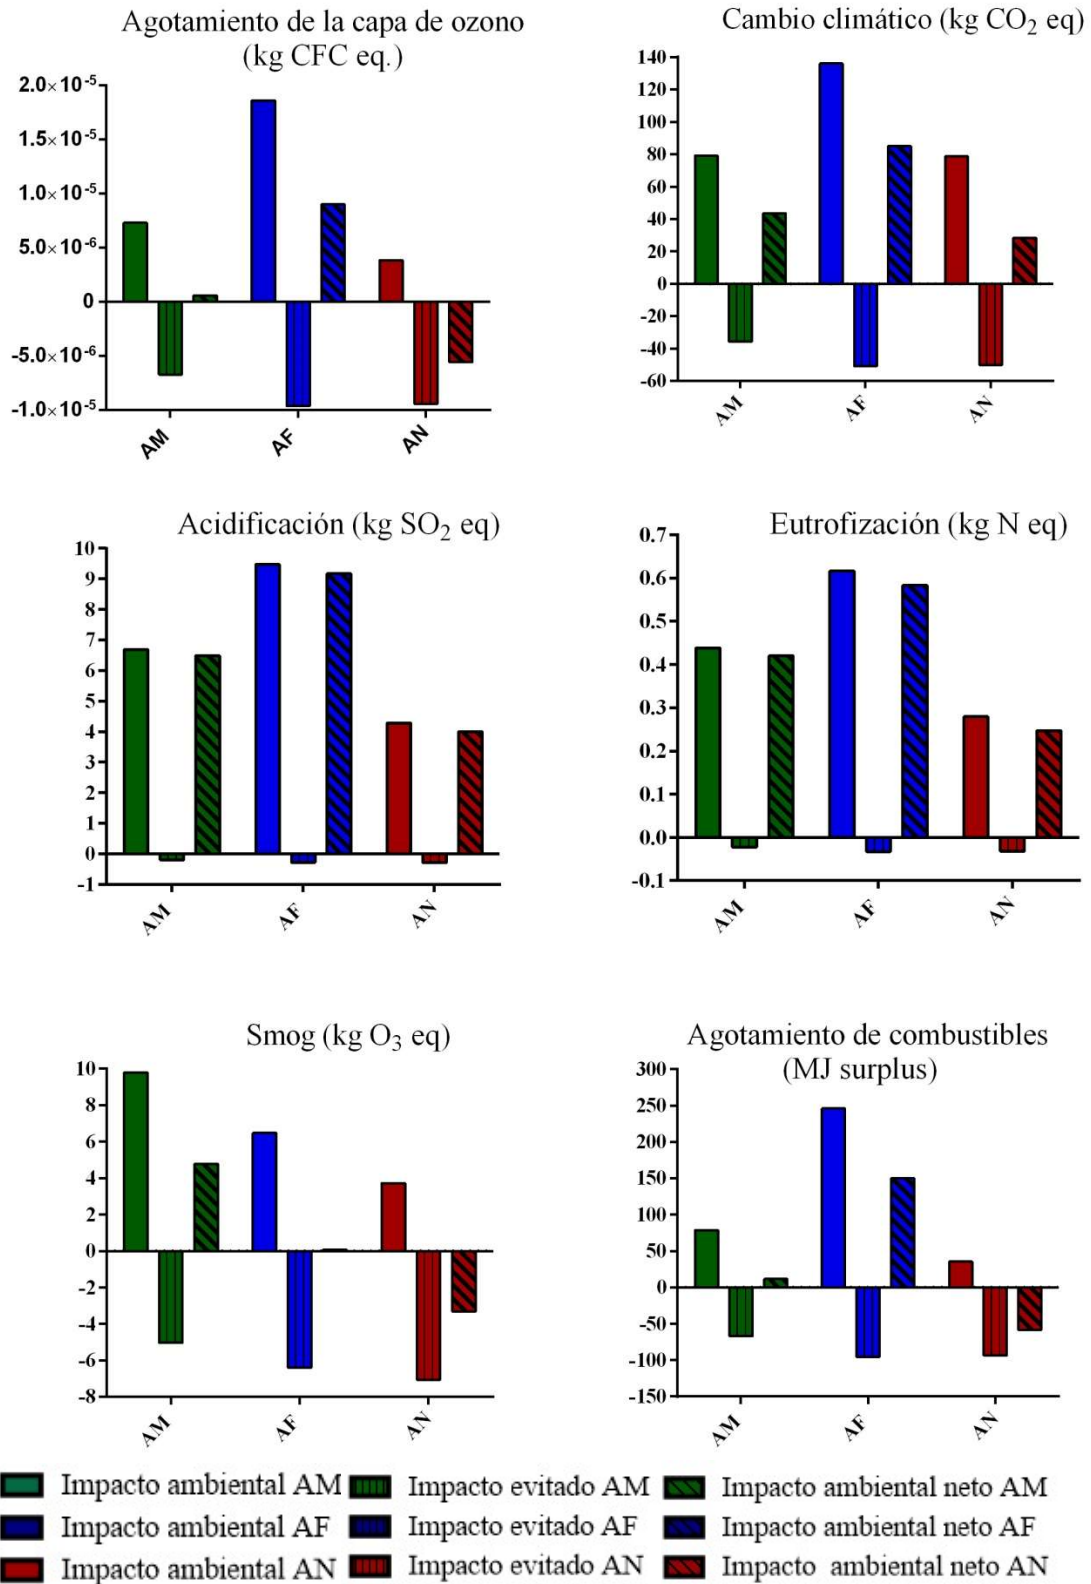 Agotamiento de la capa de ozono
(kg CFC eq.)
2.0×10⁻⁵
1.5×10⁻⁵
1.0×10⁻⁵
5.0×10⁻⁶
0
-5.0×10⁻⁶
-1.0×10⁻⁵
AM
AF
AN
Cambio climático (kg CO₂ eq)
140
120
100
80
60
40
20
0
-20
-40
-60
AM
AF
AN
Acidificación (kg SO₂ eq)
10
9
8
7
6
5
4
3
2
1
0
-1
AM
AF
AN
Eutrofización (kg N eq)
0.7
0.6
0.5
0.4
0.3
0.2
0.1
0.0
-0.1
AM
AF
AN
Smog (kg O₃ eq)
10
8
6
4
2
0
-2
-4
-6
-8
AM
AF
AN
Agotamiento de combustibles
(MJ surplus)
300
250
200
150
100
50
0
-50
-100
-150
AM
AF
AN
Impacto ambiental AM Impacto evitado AM Impacto ambiental neto AM
Impacto ambiental AF Impacto evitado AF Impacto ambiental neto AF
Impacto ambiental AN Impacto evitado AN Impacto ambiental neto AN